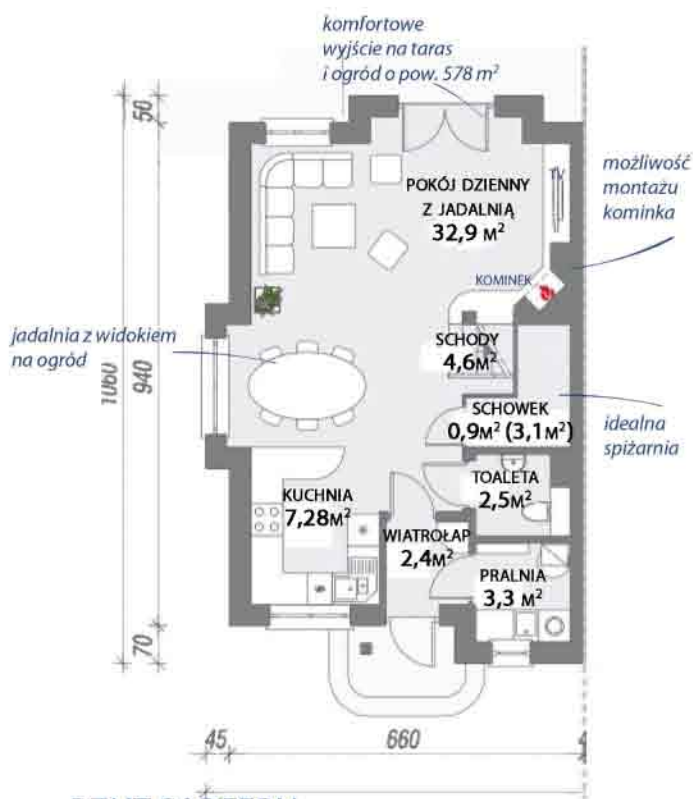 komfortowe
wyjście na taras
i ogród o pow. 578 m²
50
możliwość
montażu
kominka
TV
POKÓJ DZIENNY
Z JADALNIĄ
32,9 M²
KOMINEK
jadalnia z widokiem
na ogród
1060
940
SCHODY
4,6M²
SCHOWEK
0,9M² (3,1M²)
idealna
spiżarnia
TOALETA
2,5M²
KUCHNIA
7,28M²
WIATROŁAP
2,4M²
PRALNIA
3,3 M²
70
45
660